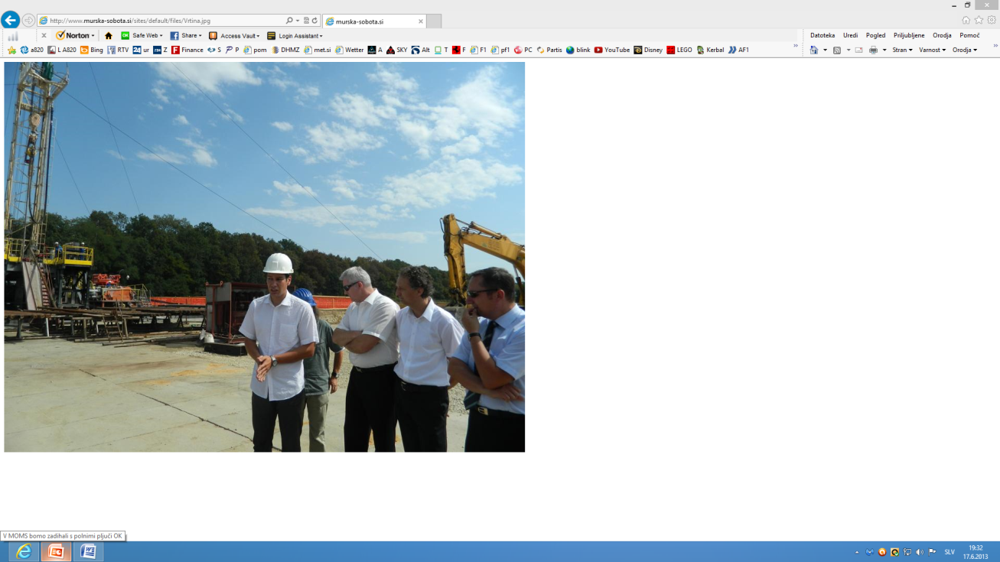 http://www.murska-sobota.si/sites/default/files/Vrtina.jpg
murska-sobota.si
x Norton OK Safe Web Share Access Vault Login Assistant
Datoteka Uredi Pogled Priljubljene Orodja Pomoč
a820 L A820 Bing RTV 24 ur Z Finance S P pom DHMZ met.si Wetter A SKY Alt T F F1 pf1 PC Partis blink YouTube Disney LEGO Kerbal AF1
Stran Varnost Orodja
V MOMS bomo zadihali s polnimi pljuči OK
SLV
19:32
17.6.2013